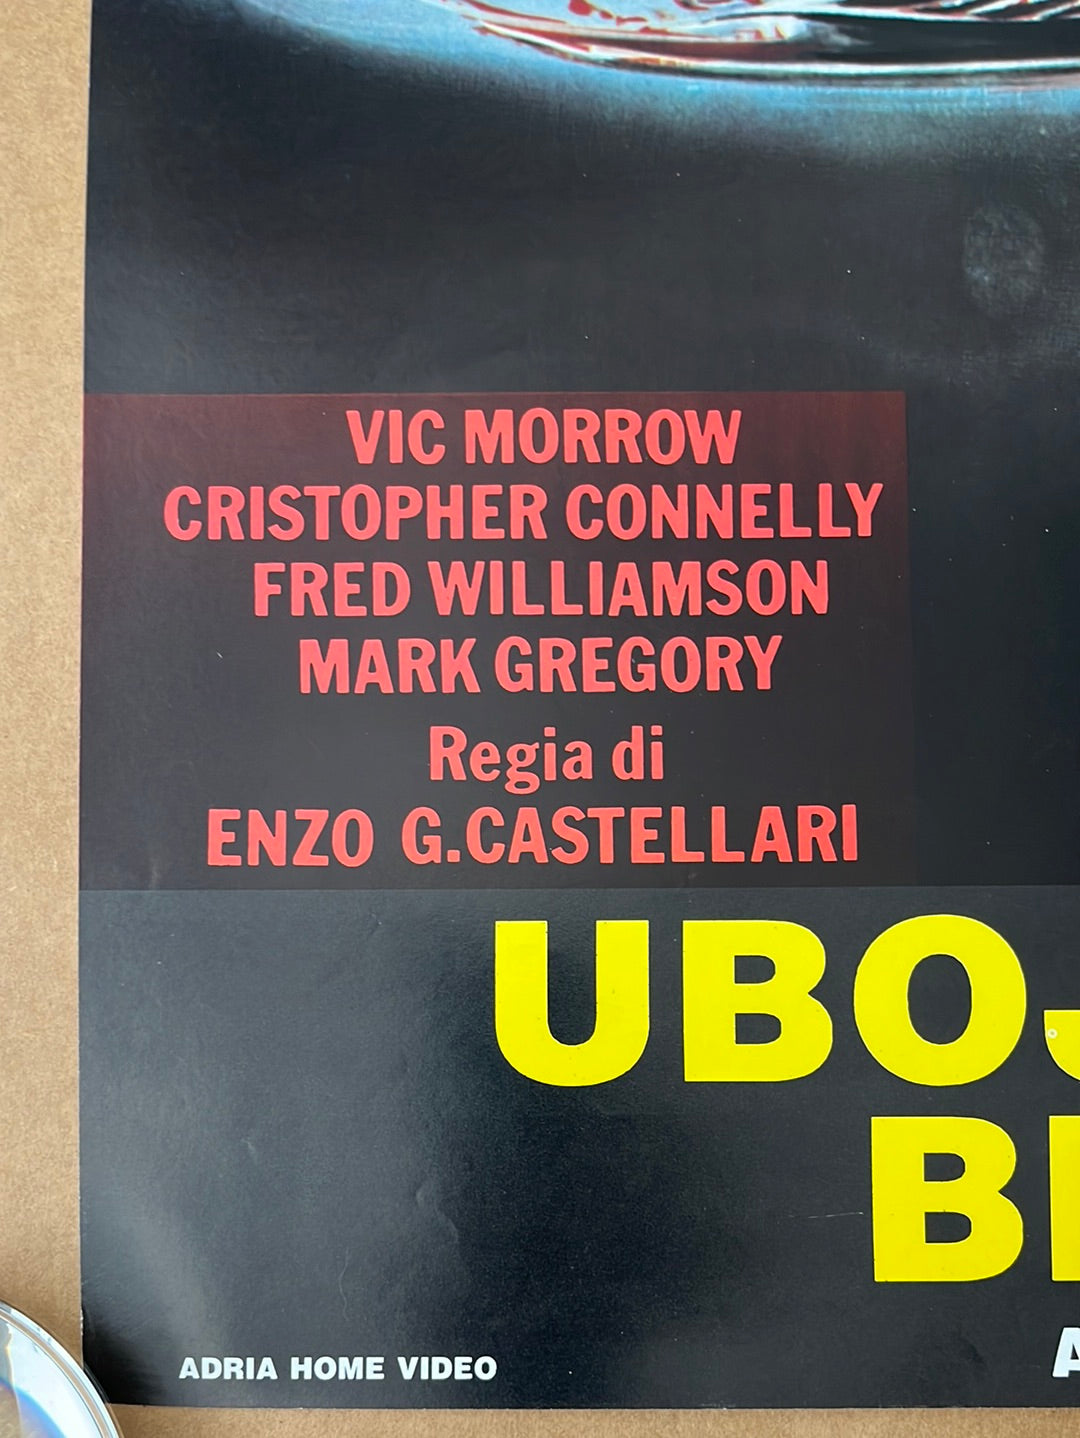 VIC MORROW
CRISTOPHER CONNELLY
FRED WILLIAMSON
MARK GREGORY
Regia di
ENZO G.CASTELLARI
ADRIA HOME VIDEO